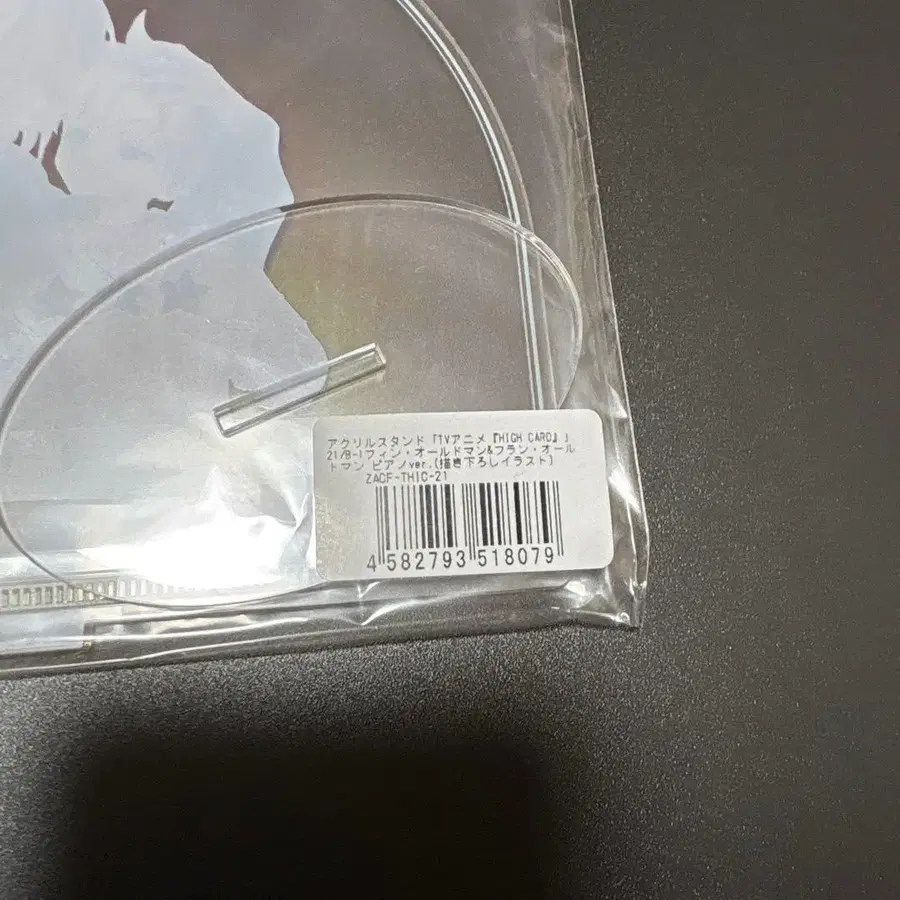 アクリルスタンド「TVアニメ『HIGH CARD』」
21/B-1フィン・オールドマン&フラン・オール
ドマン ピアノver.(描き下ろしイラスト)
ZACF-THIC-21
4 582793 518079